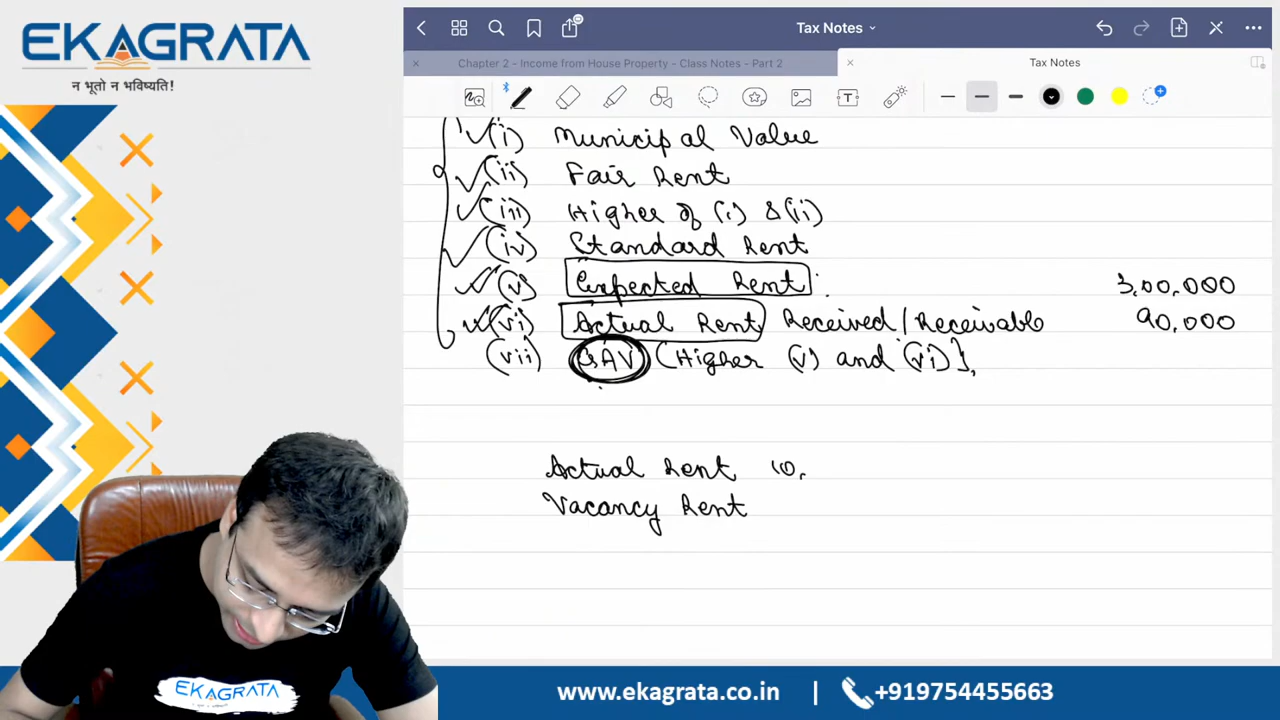 EKAGRATA
न भूतो न भविष्यति!
Tax Notes
Chapter 2 - Income from House Property - Class Notes - Part 2
Tax Notes
(i) Municipal Value
(ii) Fair Rent
(iii) Higher of (i) & (ii)
(iv) Standard Rent
(v) Expected Rent 3,00,000
(vi) Actual Rent Received/Receivable 90,000
(vii) GAV (Higher (v) and (vi)],
Actual Rent 10,
Vacancy Rent
EKAGRATA
www.ekagrata.co.in | +919754455663